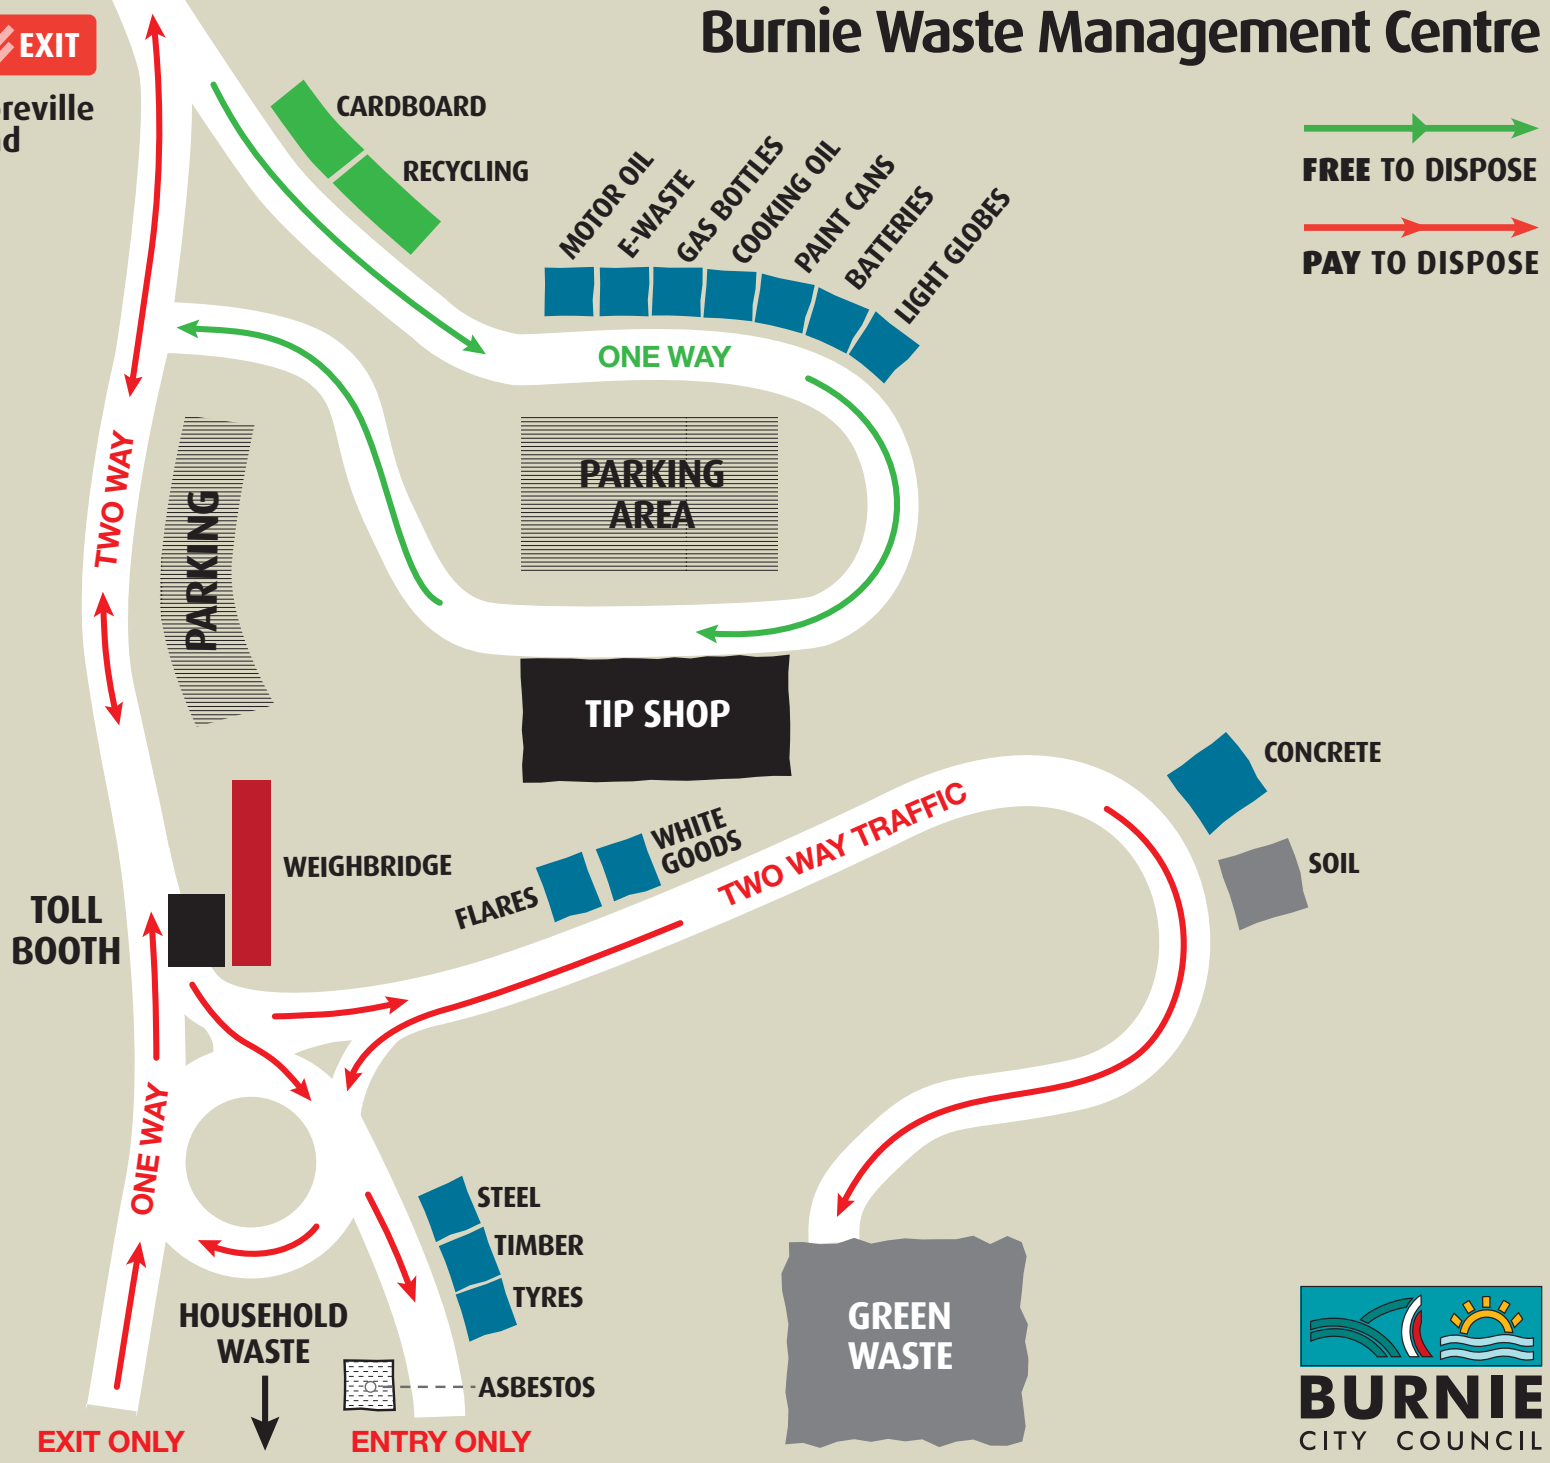 Burnie Waste Management Centre
EXIT
CARDBOARD
RECYCLING
MOTOR OIL
E-WASTE
GAS BOTTLES
COOKING OIL
PAINT CANS
BATTERIES
LIGHT GLOBES
FREE TO DISPOSE
PAY TO DISPOSE
ONE WAY
TWO WAY
PARKING
PARKING
AREA
TIP SHOP
WEIGHBRIDGE
TOLL
BOOTH
FLARES
WHITE
GOODS
TWO WAY TRAFFIC
CONCRETE
SOIL
ONE WAY
STEEL
TIMBER
TYRES
HOUSEHOLD
WASTE
ASBESTOS
GREEN
WASTE
EXIT ONLY
ENTRY ONLY
BURNIE
CITY COUNCIL